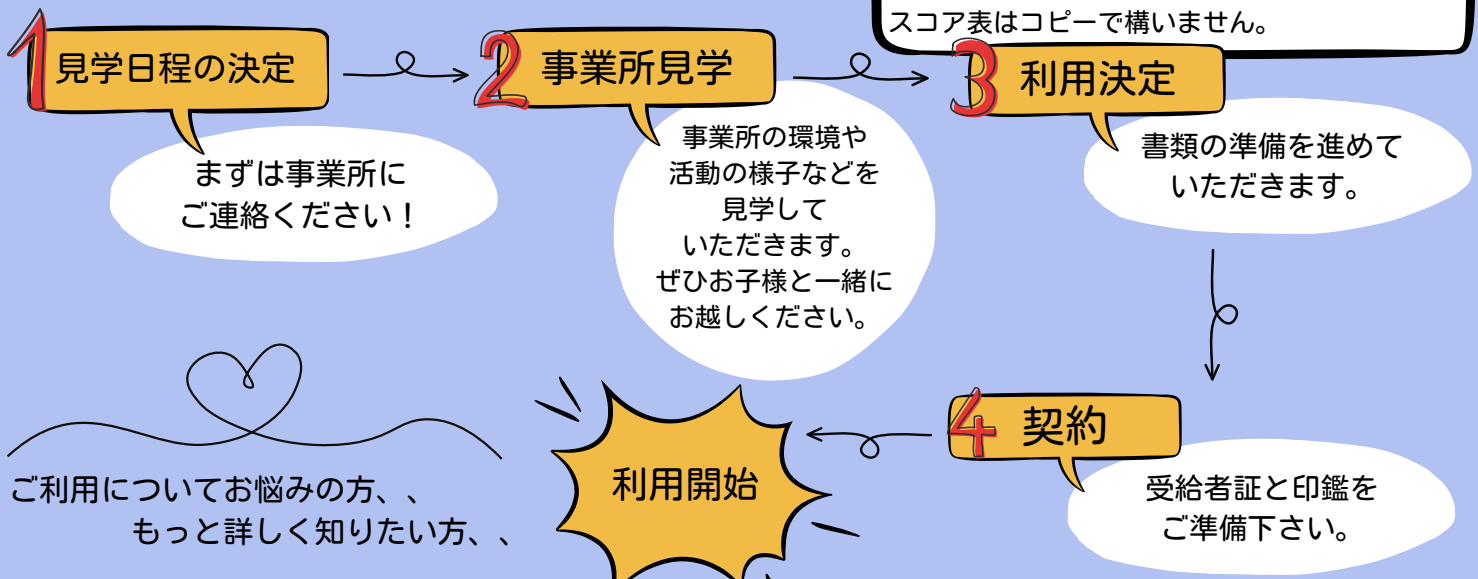 スコア表はコピーで構いません。
1 見学日程の決定
まずは事業所に
ご連絡ください！
2 事業所見学
事業所の環境や
活動の様子などを
見学して
いただきます。
ぜひお子様と一緒に
お越しください。
3 利用決定
書類の準備を進めて
いただきます。
4 契約
受給者証と印鑑を
ご準備下さい。
利用開始
ご利用についてお悩みの方、、
もっと詳しく知りたい方、、